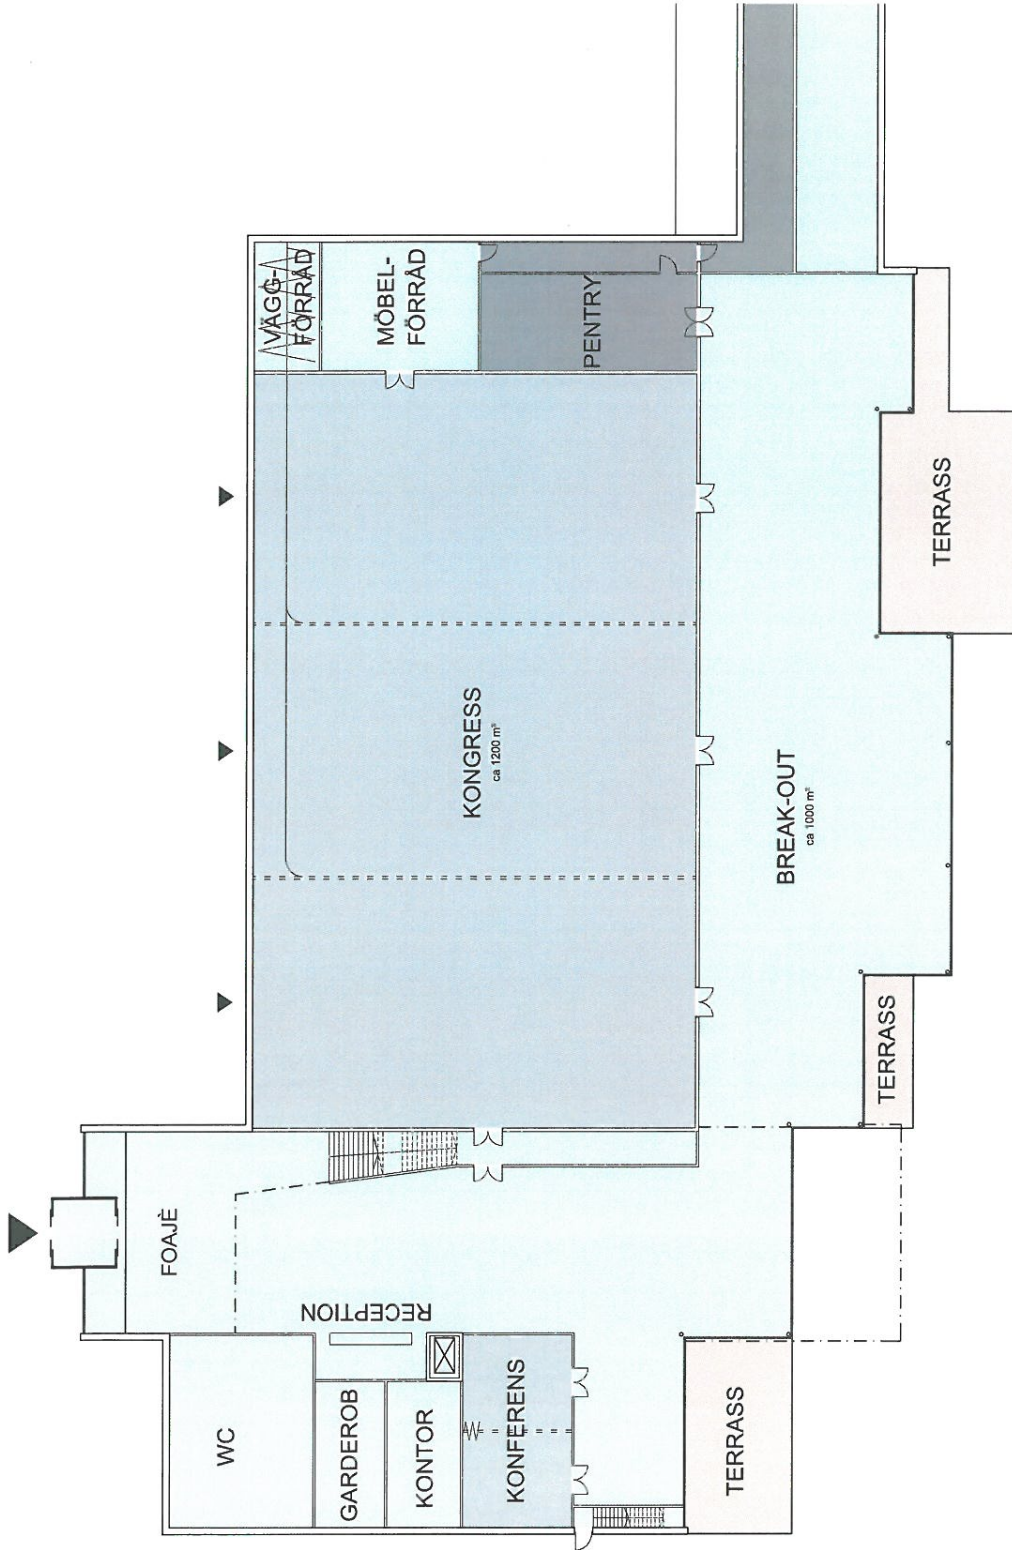 VÄGG-
FÖRRÅD
MÖBEL-
FÖRRÅD
PENTRY
TERRASS
KONGRESS
ca 1200 m²
BREAK-OUT
ca 1000 m²
TERRASS
FOAJÈ
RECEPTION
WC
GARDEROB
KONTOR
KONFERENS
TERRASS